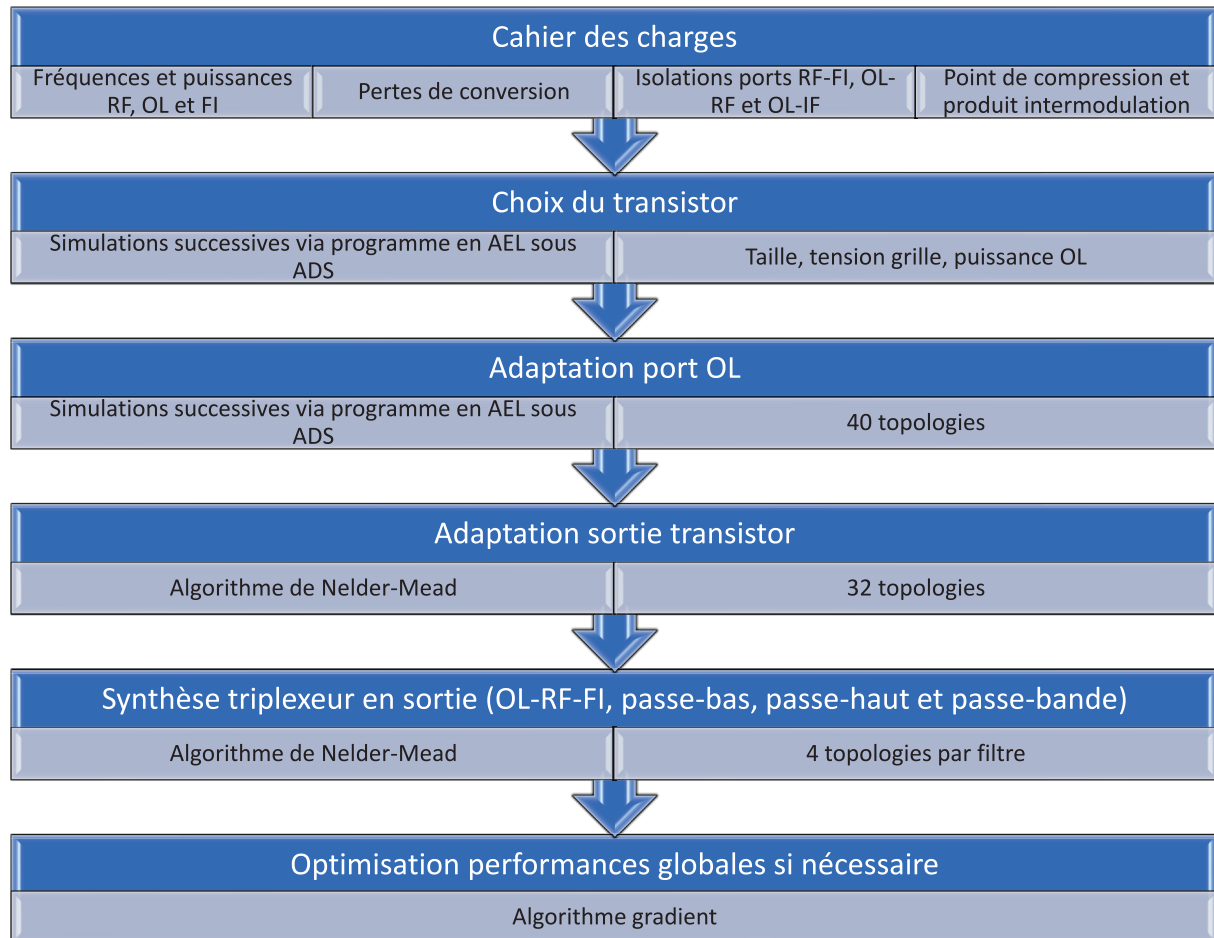 Cahier des charges
Fréquences et puissances
RF, OL et FI
Pertes de conversion
Isolations ports RF-FI, OL-
RF et OL-IF
Point de compression et
produit intermodulation
Choix du transistor
Simulations successives via programme en AEL sous
ADS
Taille, tension grille, puissance OL
Adaptation port OL
Simulations successives via programme en AEL sous
ADS
40 topologies
Adaptation sortie transistor
Algorithme de Nelder-Mead
32 topologies
Synthèse triplexeur en sortie (OL-RF-FI, passe-bas, passe-haut et passe-bande)
Algorithme de Nelder-Mead
4 topologies par filtre
Optimisation performances globales si nécessaire
Algorithme gradient